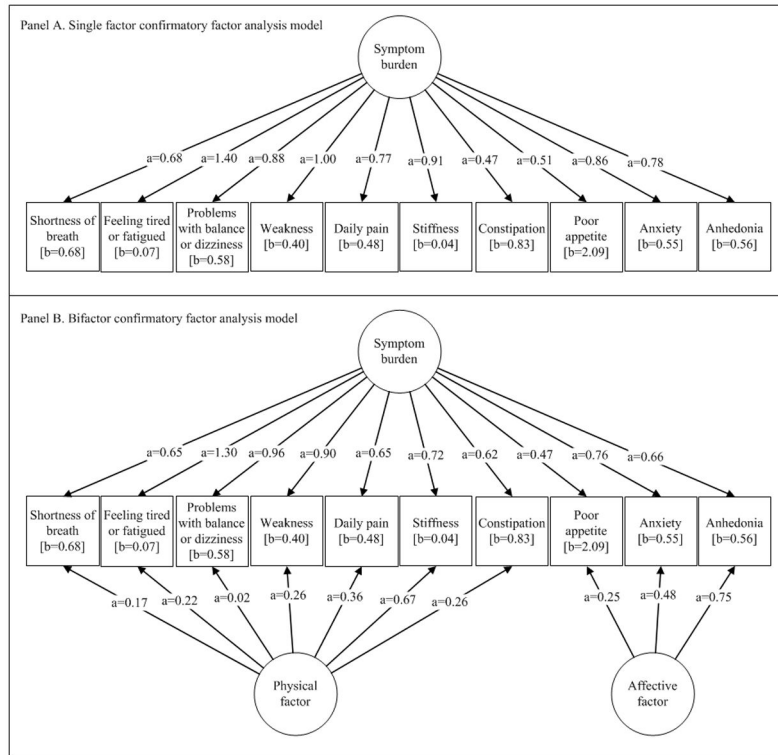 Panel A. Single factor confirmatory factor analysis model
Symptom
burden
a=0.68
a=1.40
a=0.88
a=1.00
a=0.77
a=0.91
a=0.47
a=0.51
a=0.86
a=0.78
Shortness of
breath
[b=0.68]
Feeling tired
or fatigued
[b=0.07]
Problems
with balance
or dizziness
[b=0.58]
Weakness
[b=0.40]
Daily pain
[b=0.48]
Stiffness
[b=0.04]
Constipation
[b=0.83]
Poor
appetite
[b=2.09]
Anxiety
[b=0.55]
Anhedonia
[b=0.56]
Panel B. Bifactor confirmatory factor analysis model
Symptom
burden
a=0.65
a=1.30
a=0.96
a=0.90
a=0.65
a=0.72
a=0.62
a=0.47
a=0.76
a=0.66
Shortness of
breath
[b=0.68]
Feeling tired
or fatigued
[b=0.07]
Problems
with balance
or dizziness
[b=0.58]
Weakness
[b=0.40]
Daily pain
[b=0.48]
Stiffness
[b=0.04]
Constipation
[b=0.83]
Poor
appetite
[b=2.09]
Anxiety
[b=0.55]
Anhedonia
[b=0.56]
a=0.17
a=0.22
a=0.02
a=0.26
a=0.36
a=0.67
a=0.26
a=0.25
a=0.48
a=0.75
Physical
factor
Affective
factor